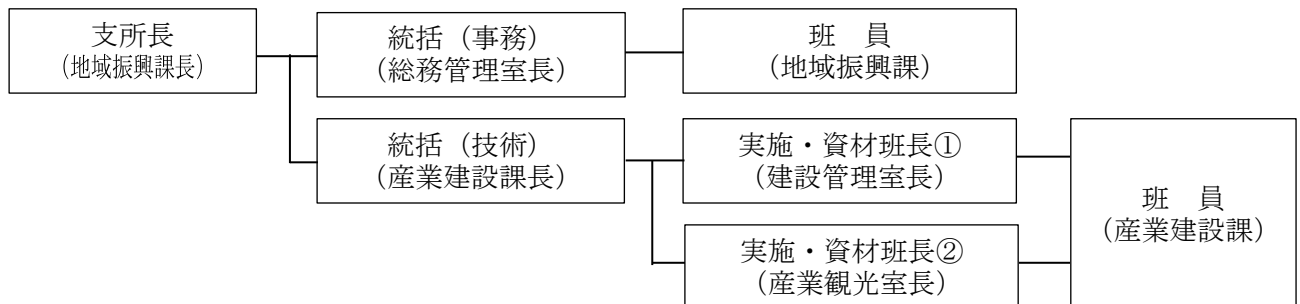 支所長
(地域振興課長)
統括（事務）
（総務管理室長）
班　員
（地域振興課）
統括（技術）
（産業建設課長）
実施・資材班長①
（建設管理室長）
実施・資材班長②
（産業観光室長）
班　員
（産業建設課）